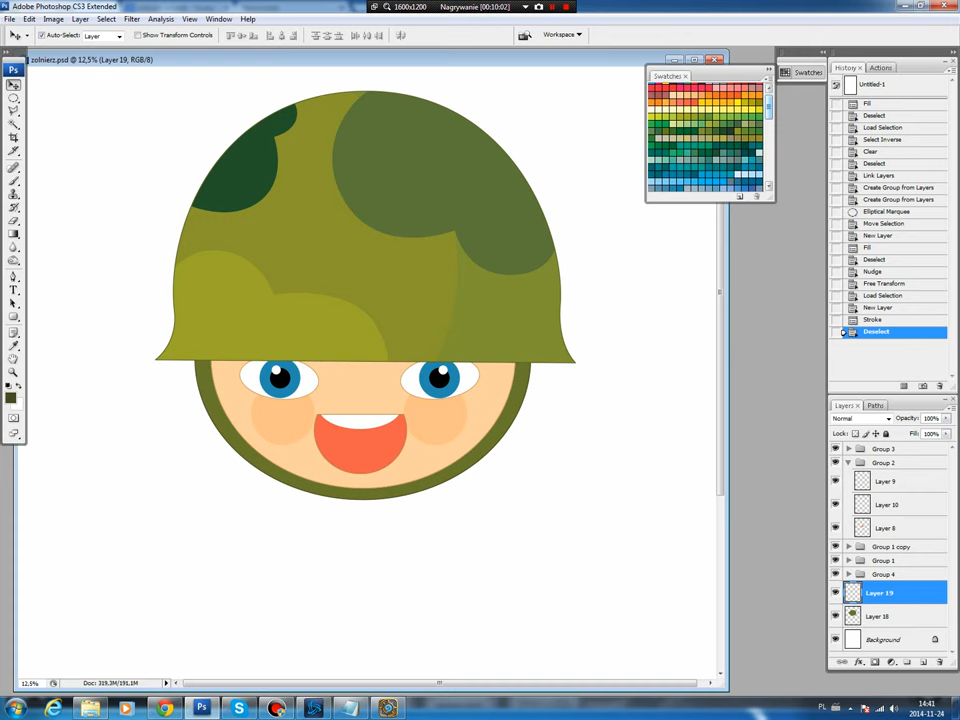 Adobe Photoshop CS3 Extended
1600x1200
Nagrywanie [00:10:02]
File Edit Image Layer Select Filter Analysis View Window Help
Auto-Select: Layer Show Transform Controls Workspace
zolnierz.psd @ 12,5% (Layer 19, RGB/8)
Swatches x
Swatches
History x Actions
Untitled-1
Fill
Deselect
Load Selection
Select Inverse
Clear
Deselect
Link Layers
Create Group from Layers
Create Group from Layers
Elliptical Marquee
Move Selection
New Layer
Fill
Deselect
Nudge
Free Transform
Load Selection
New Layer
Stroke
Deselect
Layers x Paths
Normal Opacity: 100%
Lock: Fill: 100%
Group 3
Group 2
Layer 9
Layer 10
Layer 8
Group 1 copy
Group 1
Group 4
Layer 19
Layer 18
Background
12,5% Doc: 319,3M/191,1M
PL 14:41
2014-11-24